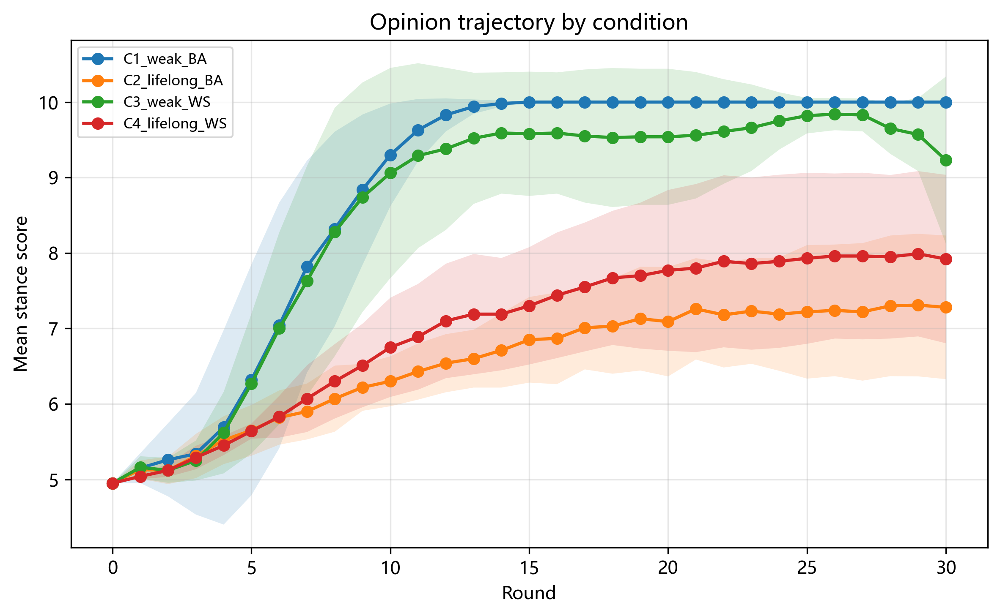 Opinion trajectory by condition
C1_weak_BA
C2_lifelong_BA
C3_weak_WS
C4_lifelong_WS
Mean stance score
10
9
8
7
6
5
0 5 10 15 20 25 30
Round